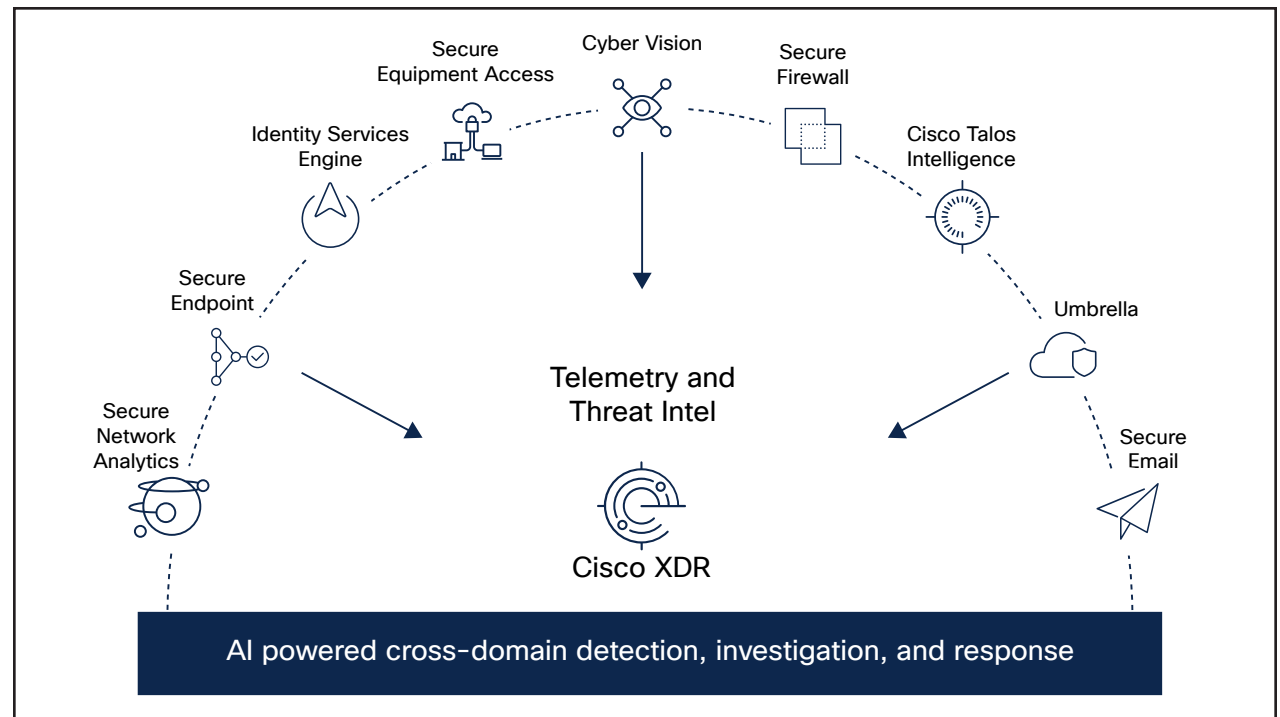 Cyber Vision
Secure
Equipment Access
Secure
Firewall
Identity Services
Engine
Cisco Talos
Intelligence
Secure
Endpoint
Umbrella
Telemetry and
Threat Intel
Secure
Network
Analytics
Secure
Email
Cisco XDR
AI powered cross-domain detection, investigation, and response